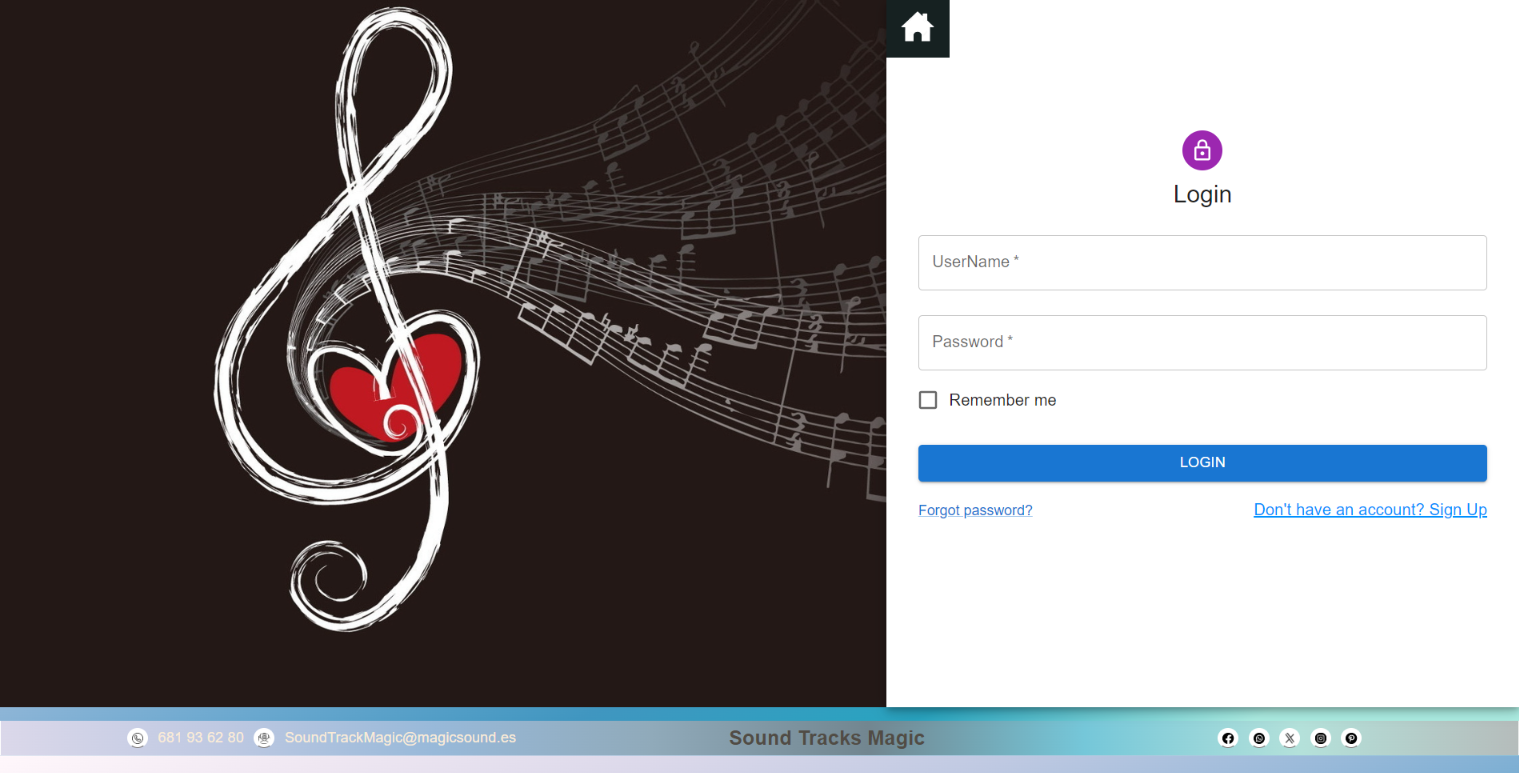 Login
UserName *
Password *
Remember me
LOGIN
Forgot password?
Don't have an account? Sign Up
681 93 62 80
SoundTrackMagic@magicsound.es
Sound Tracks Magic